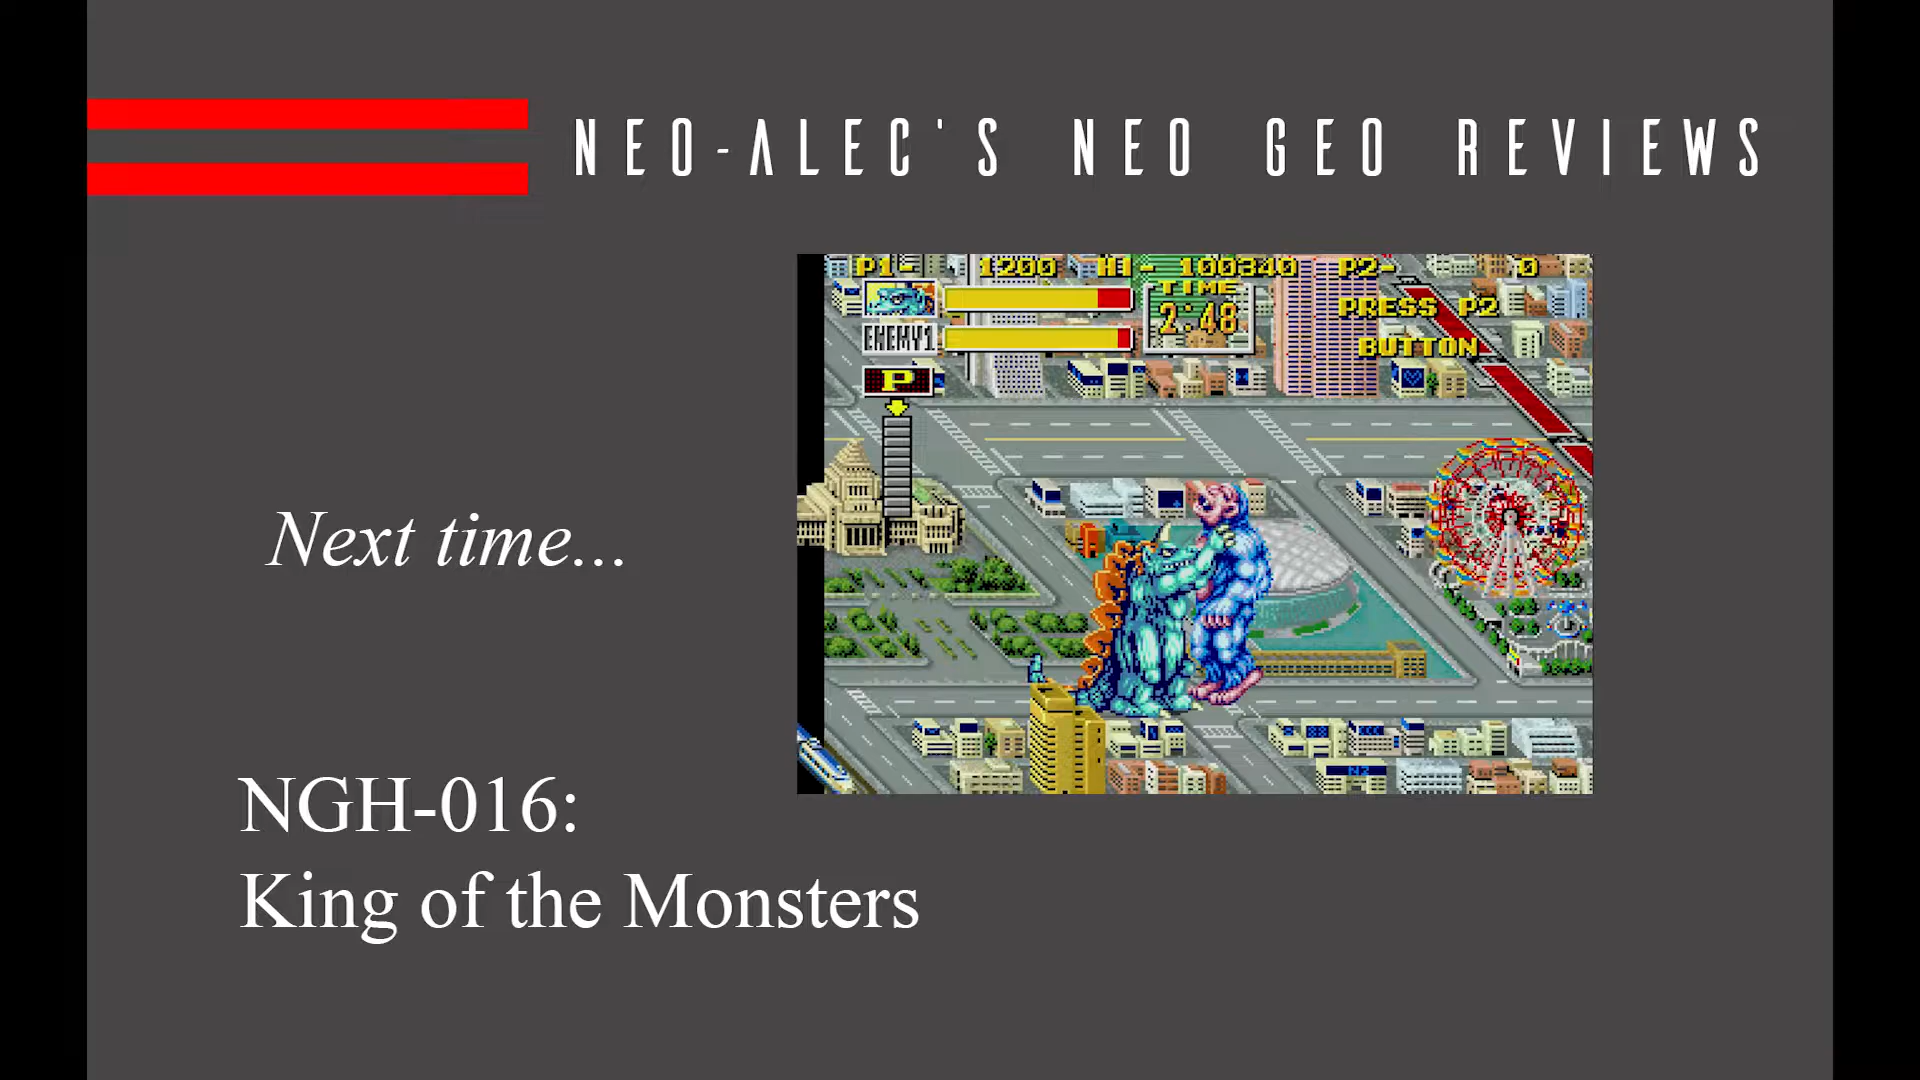 NEO-ALEC'S NEO GEO REVIEWS
P1- 1200 HI- 100340 P2- 0
TIME
2:48
PRESS P2
BUTTON
ENEMY1
P
Next time...
N2
NGH-016:
King of the Monsters